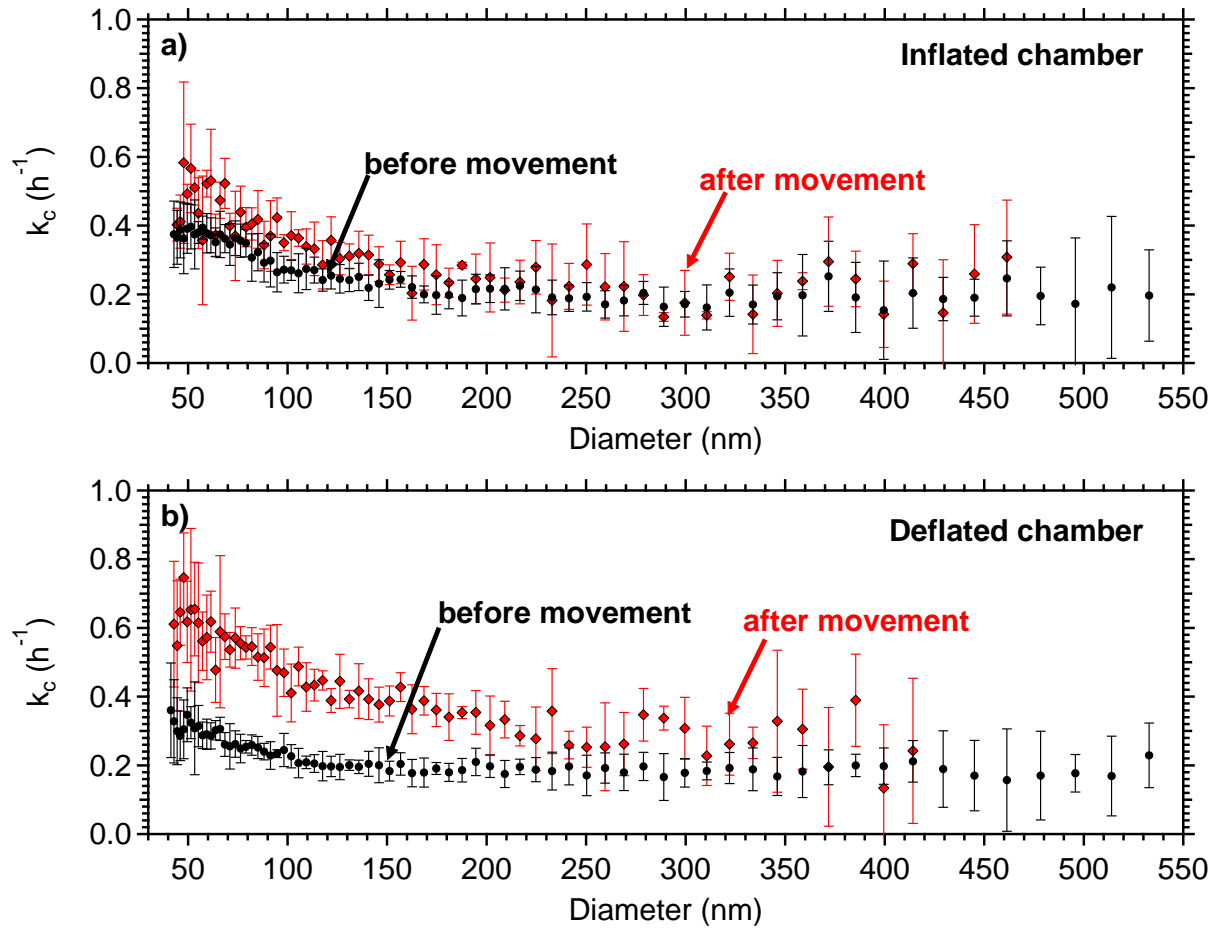 a)
Inflated chamber
before movement
after movement
k_c (h^-1)
1.0
0.8
0.6
0.4
0.2
0.0
50 100 150 200 250 300 350 400 450 500 550
Diameter (nm)
b)
Deflated chamber
before movement
after movement
k_c (h^-1)
1.0
0.8
0.6
0.4
0.2
0.0
50 100 150 200 250 300 350 400 450 500 550
Diameter (nm)